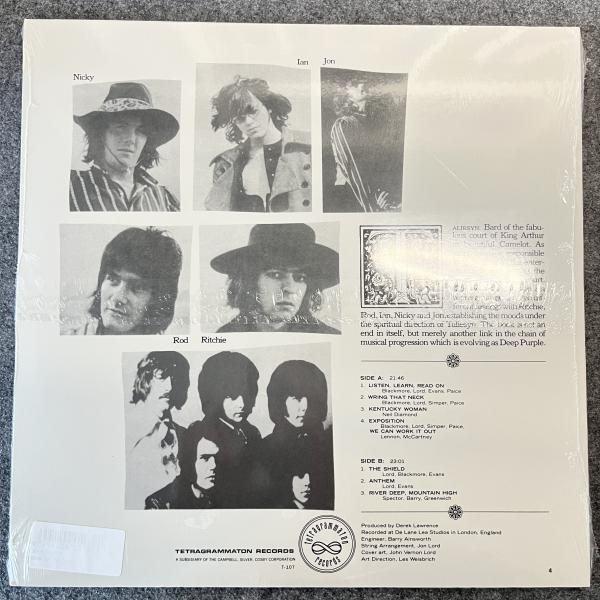 Nicky
Ian
Jon
Rod
Ritchie
ALIESYN: Bard of the fabu-
lous court of King Arthur
beautiful Camelot. As
responsible
enter-
the
with Ritchie,
Rod, Ian, Nicky and Jon, establishing the moods under
the spiritual direction of Taliesyn. The book is not an
end in itself, but merely another link in the chain of
musical progression which is evolving as Deep Purple.
SIDE A: 21:46
1. LISTEN, LEARN, READ ON
Blackmore, Lord, Evans, Paice
2. WRING THAT NECK
Blackmore, Lord, Simper, Paice
3. KENTUCKY WOMAN
Neil Diamond
4. EXPOSITION
Blackmore, Lord, Simper, Paice,
WE CAN WORK IT OUT
Lennon, McCartney
SIDE B: 23:01
1. THE SHIELD
Lord, Blackmore, Evans
2. ANTHEM
Lord, Evans
3. RIVER DEEP, MOUNTAIN HIGH
Spector, Barry, Greenwich
Produced by Derek Lawrence
Recorded at De Lane Lea Studios in London, England
Engineer: Barry Ainsworth
String Arrangement, Jon Lord
Cover art, John Vernon Lord
Art Direction, Les Weisbrich
TETRAGRAMMATON RECORDS
A SUBSIDIARY OF THE CAMPBELL, SILVER, COSBY CORPORATION
T-107
tetragrammaton
records
4